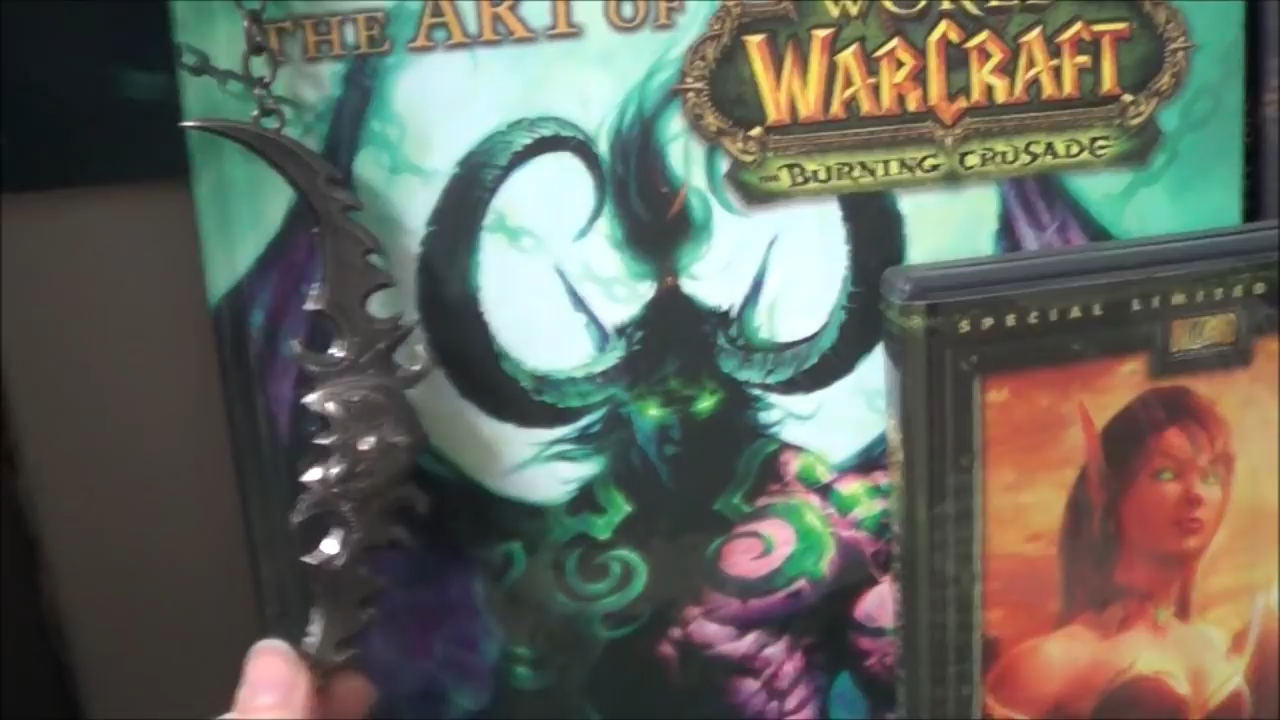 THE ART OF
WORLD
WARCRAFT
THE BURNING CRUSADE
SPECIAL LIMITED